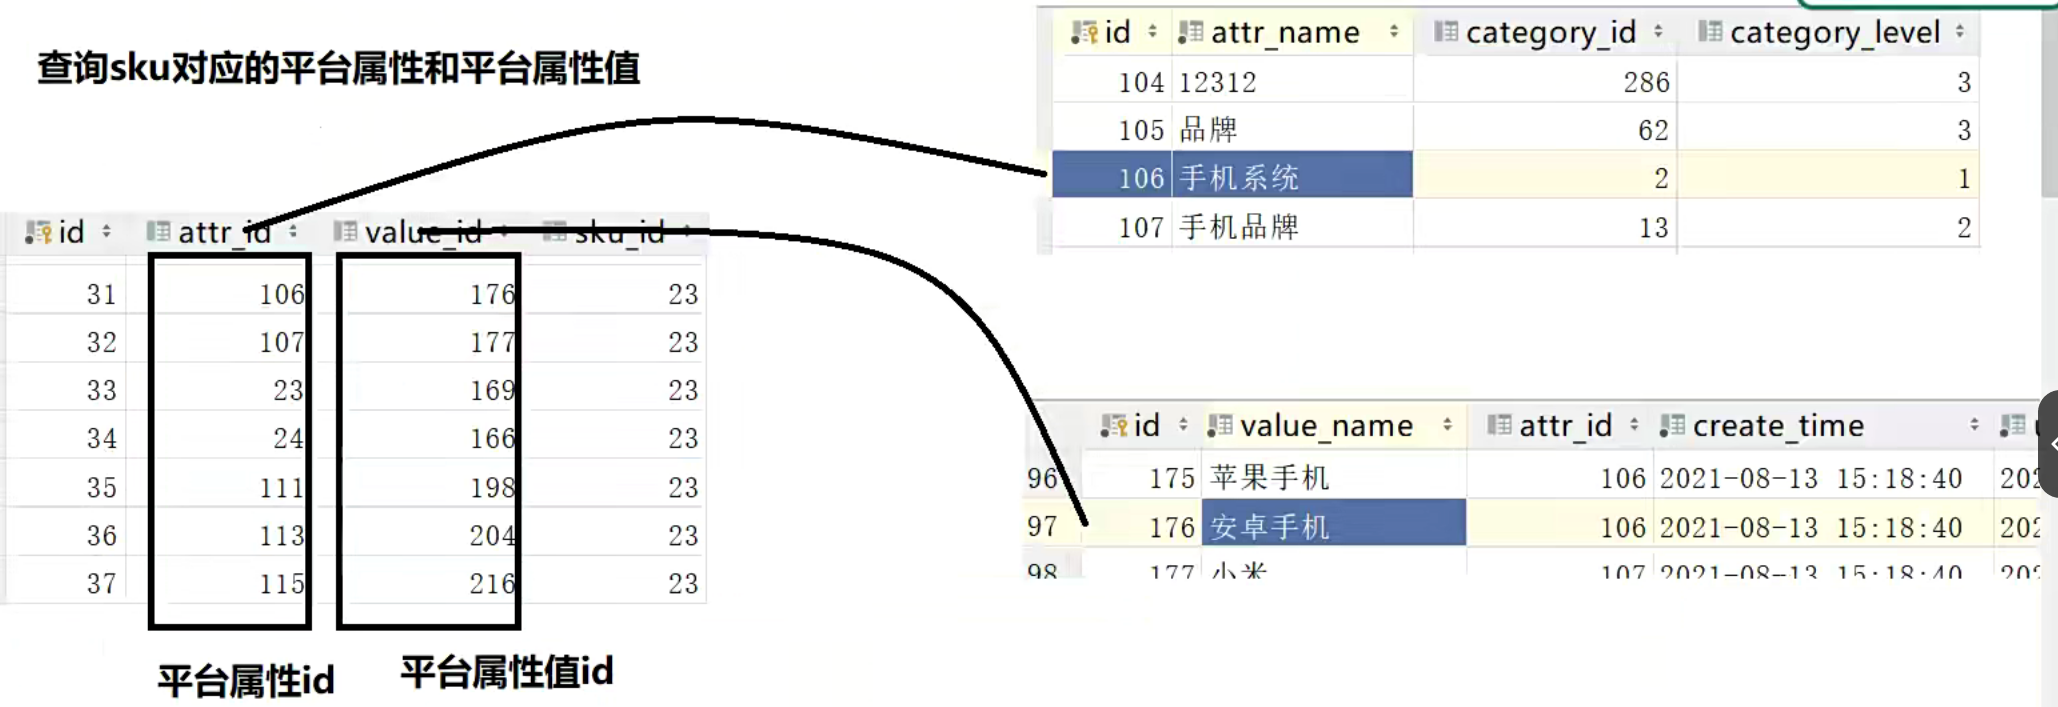 查询sku对应的平台属性和平台属性值
id attr_name category_id category_level
104 12312 286 3
105 品牌 62 3
106 手机系统 2 1
107 手机品牌 13 2
id attr_id value_id sku_id
31 106 176 23
32 107 177 23
33 23 169 23
34 24 166 23
35 111 198 23
36 113 204 23
37 115 216 23
平台属性id 平台属性值id
id value_name attr_id create_time
96 175 苹果手机 106 2021-08-13 15:18:40 202
97 176 安卓手机 106 2021-08-13 15:18:40 202
98 177 小米 107 2021-08-13 15:18:40 202